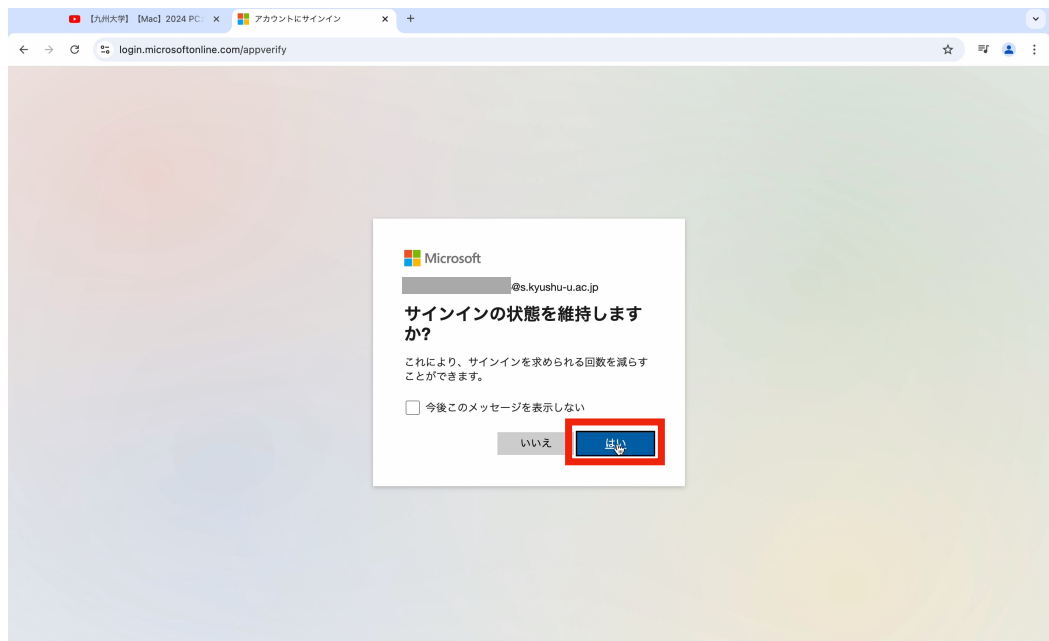 【九州大学】【Mac】2024 PC
アカウントにサインイン
login.microsoftonline.com/appverify
Microsoft
@s.kyushu-u.ac.jp
サインインの状態を維持します
か?
これにより、サインインを求められる回数を減らす
ことができます。
今後このメッセージを表示しない
いいえ
はい